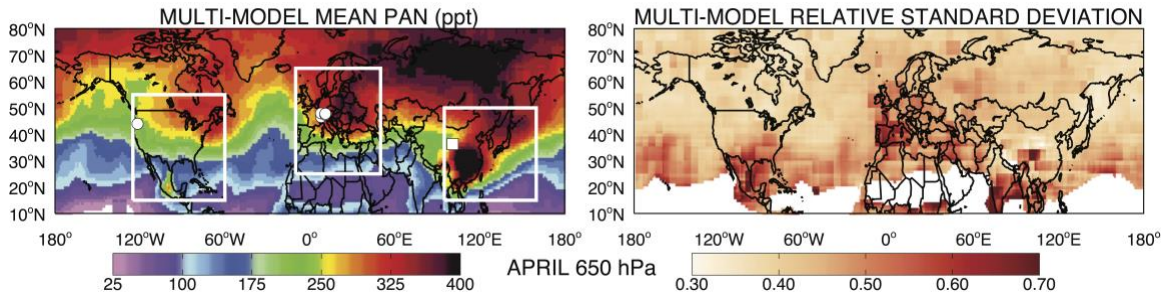 MULTI-MODEL MEAN PAN (ppt)
MULTI-MODEL RELATIVE STANDARD DEVIATION
80°N
70°N
60°N
50°N
40°N
30°N
20°N
10°N
180° 120°W 60°W 0° 60°E 120°E 180°
80°N
70°N
60°N
50°N
40°N
30°N
20°N
10°N
180° 120°W 60°W 0° 60°E 120°E 180°
25 100 175 250 325 400
APRIL 650 hPa
0.30 0.40 0.50 0.60 0.70